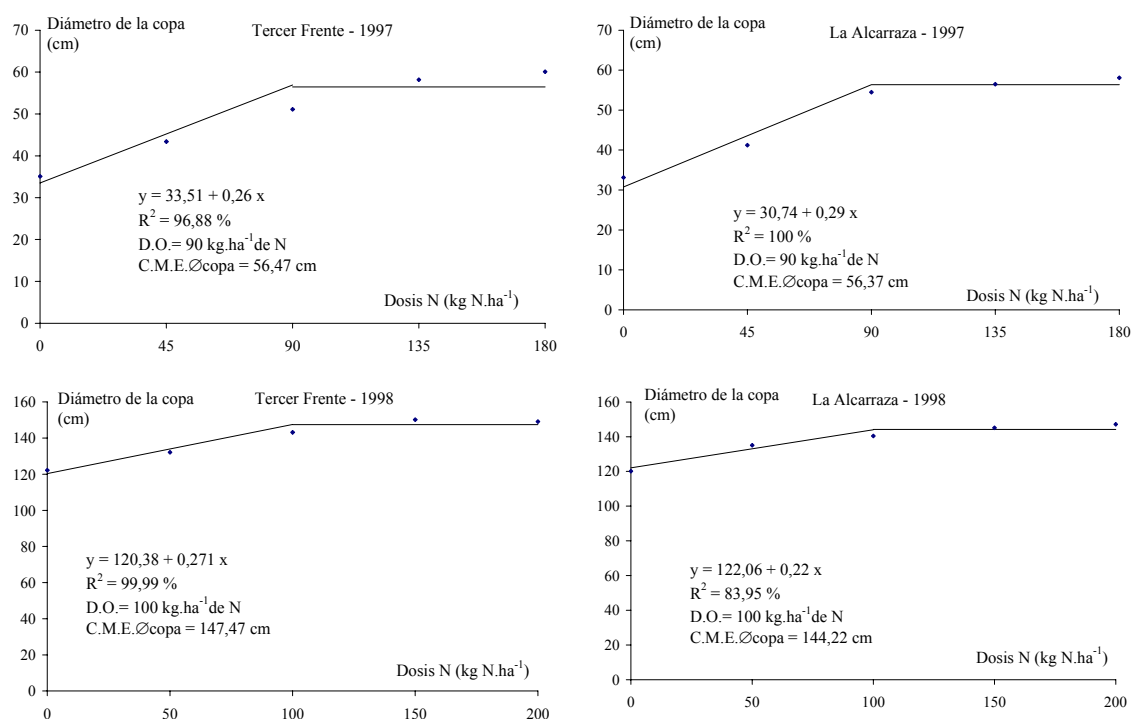 Diámetro de la copa
(cm)
Tercer Frente - 1997
70
60
50
40
30
20
10
0
y = 33,51 + 0,26 x
R² = 96,88 %
D.O.= 90 kg.ha⁻¹de N
C.M.E.∅copa = 56,47 cm
Dosis N (kg N.ha⁻¹)
0 45 90 135 180
Diámetro de la copa
(cm)
La Alcarraza - 1997
70
60
50
40
30
20
10
0
y = 30,74 + 0,29 x
R² = 100 %
D.O.= 90 kg.ha⁻¹de N
C.M.E.∅copa = 56,37 cm
Dosis N (kg N.ha⁻¹)
0 45 90 135 180
Diámetro de la copa
(cm)
Tercer Frente - 1998
160
140
120
100
80
60
40
20
0
y = 120,38 + 0,271 x
R² = 99,99 %
D.O.= 100 kg.ha⁻¹de N
C.M.E.∅copa = 147,47 cm
Dosis N (kg N.ha⁻¹)
0 50 100 150 200
Diámetro de la copa
(cm)
La Alcarraza - 1998
160
140
120
100
80
60
40
20
0
y = 122,06 + 0,22 x
R² = 83,95 %
D.O.= 100 kg.ha⁻¹de N
C.M.E.∅copa = 144,22 cm
Dosis N (kg N.ha⁻¹)
0 50 100 150 200